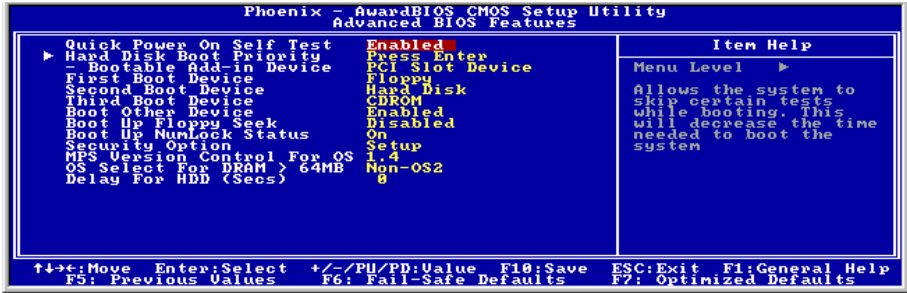 Phoenix - AwardBIOS CMOS Setup Utility
Advanced BIOS Features
Quick Power On Self Test Enabled
► Hard Disk Boot Priority Press Enter
- Bootable Add-in Device PCI Slot Device
First Boot Device Floppy
Second Boot Device Hard Disk
Third Boot Device CDROM
Boot Other Device Enabled
Boot Up Floppy Seek Disabled
Boot Up NumLock Status On
Security Option Setup
MPS Version Control For OS 1.4
OS Select For DRAM > 64MB Non-OS2
Delay For HDD (Secs) 0
Item Help
Menu Level ►
Allows the system to
skip certain tests
while booting. This
will decrease the time
needed to boot the
system
↑↓→←:Move Enter:Select +/-/PU/PD:Value F10:Save ESC:Exit F1:General Help
F5: Previous Values F6: Fail-Safe Defaults F7: Optimized Defaults